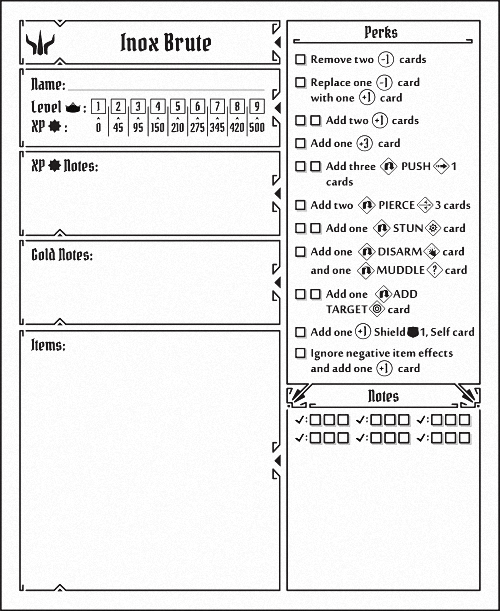 Inox Brute
Name:
Level : 1 2 3 4 5 6 7 8 9
XP : 0 45 95 150 210 275 345 420 500
XP Notes:
Gold Notes:
Items:
Perks
Remove two -1 cards
Replace one -1 card
with one +1 card
Add two +1 cards
Add one +3 card
Add three PUSH 1
cards
Add two PIERCE 3 cards
Add one STUN card
Add one DISARM card
and one MUDDLE ? card
Add one ADD
TARGET card
Add one +1 Shield 1, Self card
Ignore negative item effects
and add one +1 card
Notes
✓: ✓: ✓:
✓: ✓: ✓: